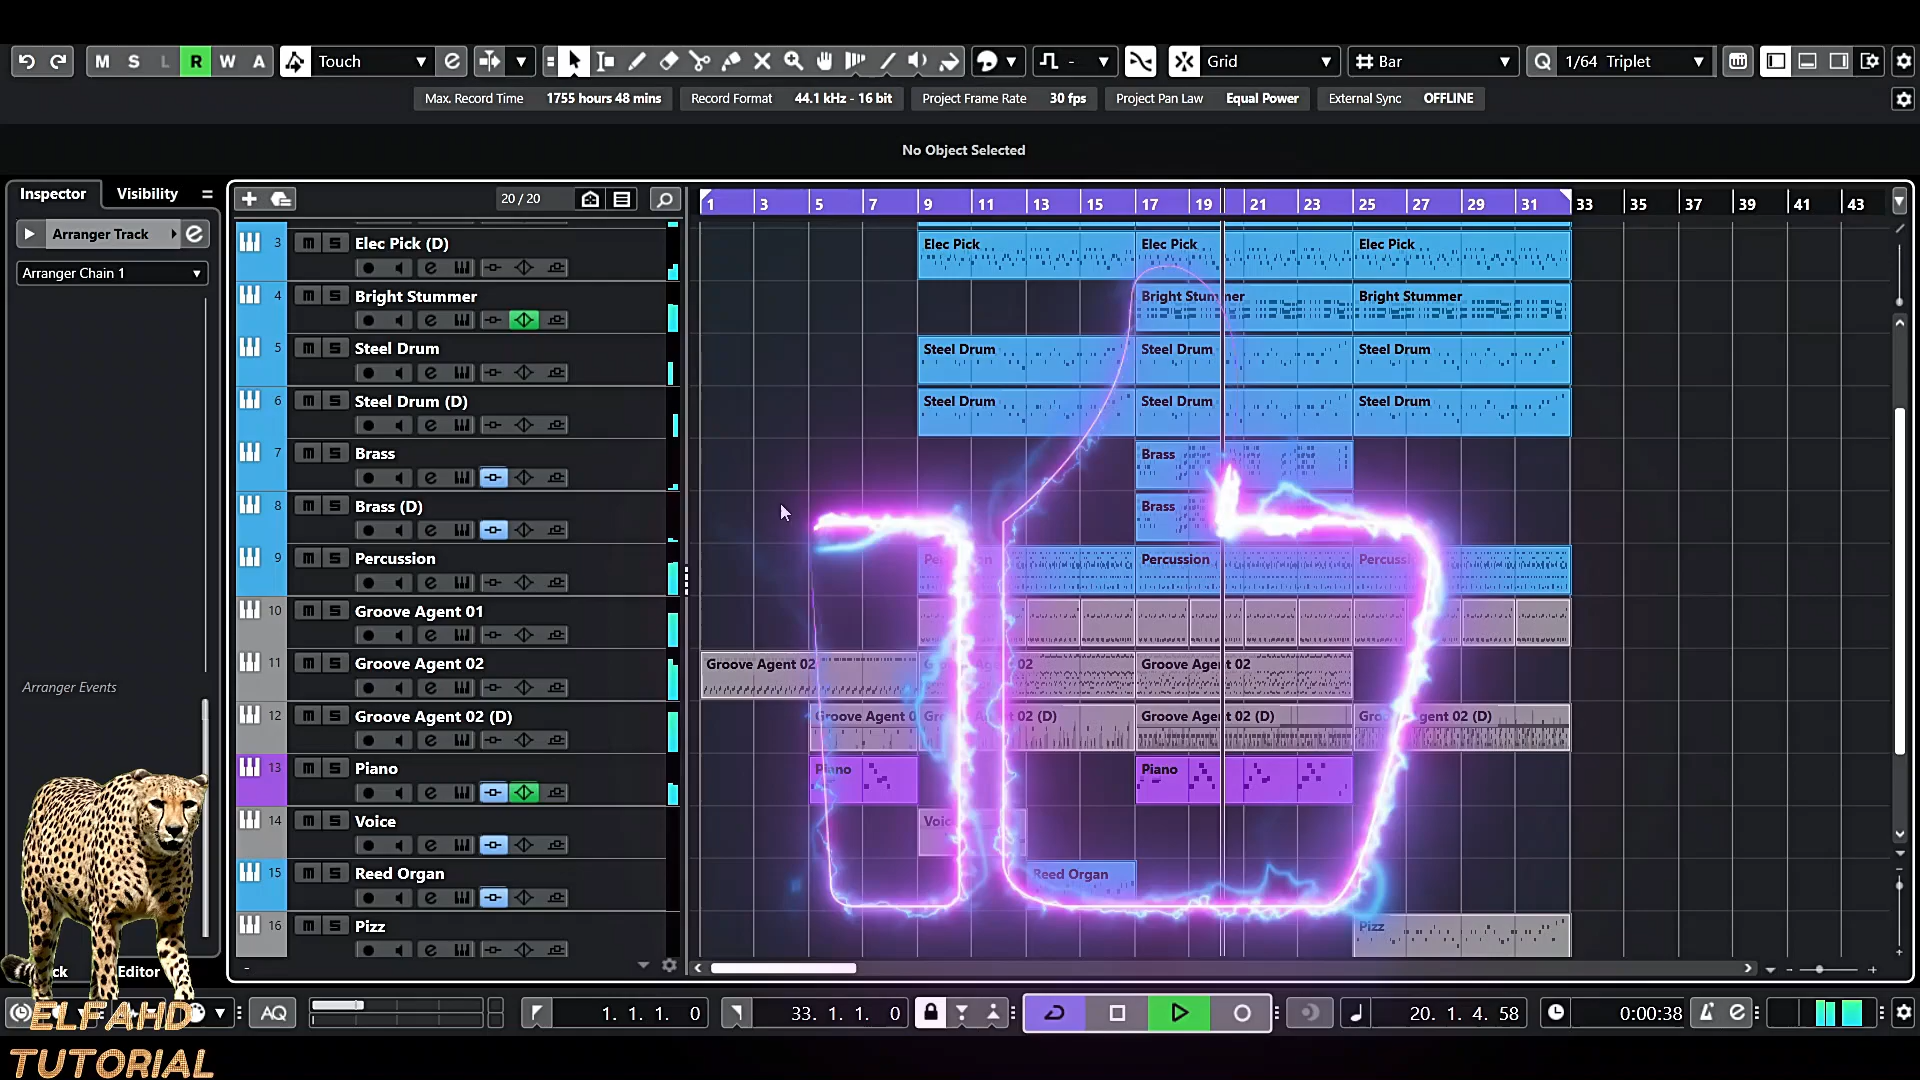 M S L R W A Touch Grid Bar Q 1/64 Triplet
Max. Record Time 1755 hours 48 mins Record Format 44.1 kHz - 16 bit Project Frame Rate 30 fps Project Pan Law Equal Power External Sync OFFLINE
No Object Selected
Inspector Visibility
20 / 20
1 3 5 7 9 11 13 15 17 19 21 23 25 27 29 31 33 35 37 39 41 43
Arranger Track
Arranger Chain 1
3 m S Elec Pick (D) Elec Pick Elec Pick Elec Pick
4 m S Bright Stummer Bright Stummer Bright Stummer
5 m S Steel Drum Steel Drum Steel Drum Steel Drum
6 m S Steel Drum (D) Steel Drum Steel Drum Steel Drum
7 m S Brass Brass
8 m S Brass (D) Brass
9 m S Percussion Percussion
10 m S Groove Agent 01
11 m S Groove Agent 02 Groove Agent 02 Groove Agent 02
Arranger Events
12 m S Groove Agent 02 (D) Groove Agent 02 (D)
13 m S Piano Piano Piano
14 m S Voice
15 m S Reed Organ Reed Organ
16 m S Pizz Pizz
Editor
AQ 1. 1. 1. 0 33. 1. 1. 0 20. 1. 4. 58 0:00:38
ELFAHD
TUTORIAL